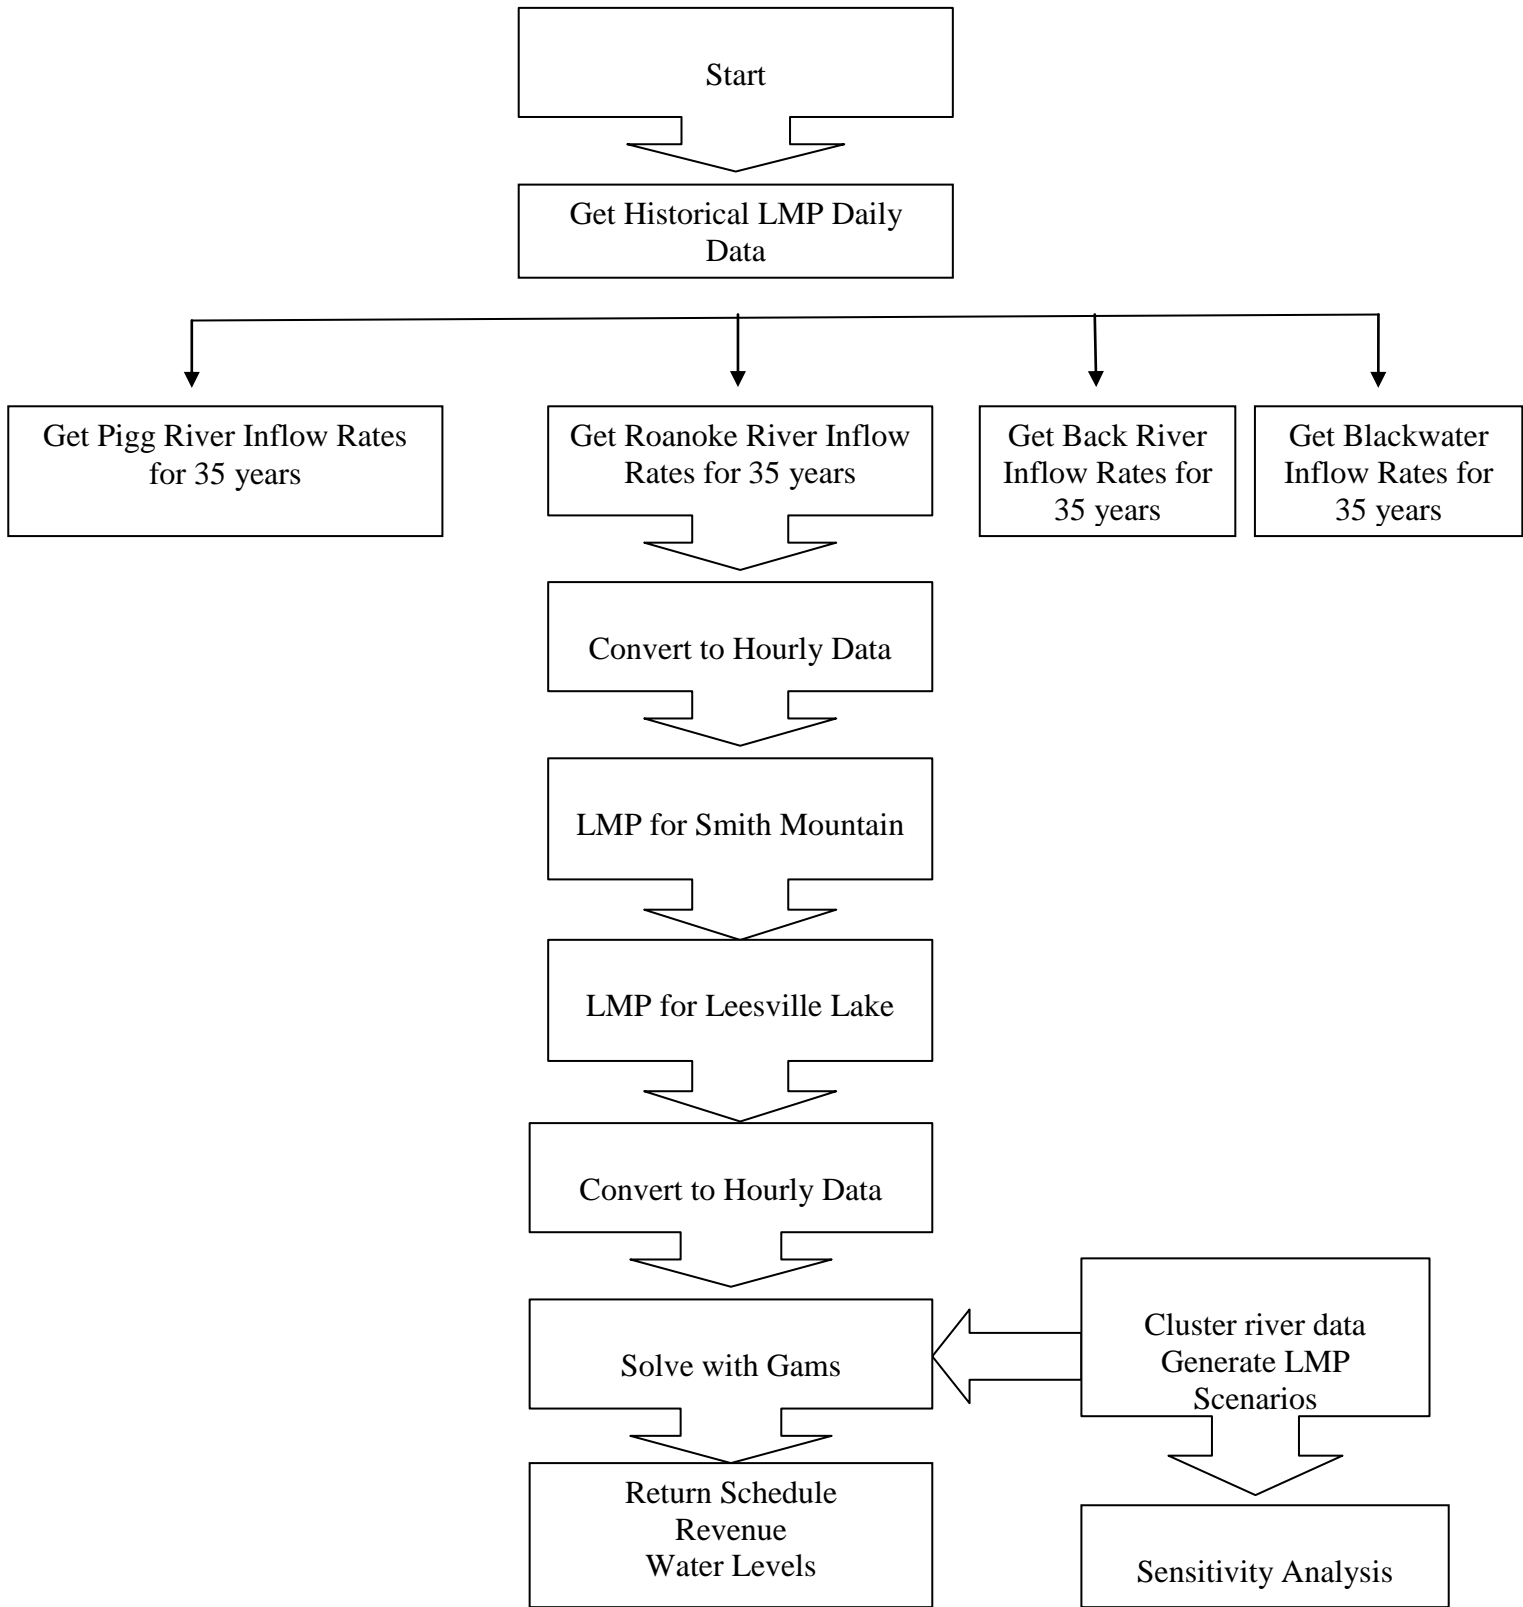 Start
Get Historical LMP Daily
Data
Get Pigg River Inflow Rates
for 35 years
Get Roanoke River Inflow
Rates for 35 years
Get Back River
Inflow Rates for
35 years
Get Blackwater
Inflow Rates for
35 years
Convert to Hourly Data
LMP for Smith Mountain
LMP for Leesville Lake
Convert to Hourly Data
Solve with Gams
Cluster river data
Generate LMP
Scenarios
Return Schedule
Revenue
Water Levels
Sensitivity Analysis